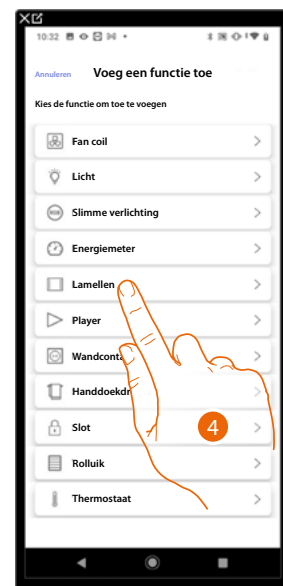 10:32
Annuleren Voeg een functie toe
Kies de functie om toe te voegen
Fan coil
Licht
RGB Slimme verlichting
Energiemeter
Lamellen
Player
Wandconta
Handdoekdr
Slot
4
Rolluik
Thermostaat